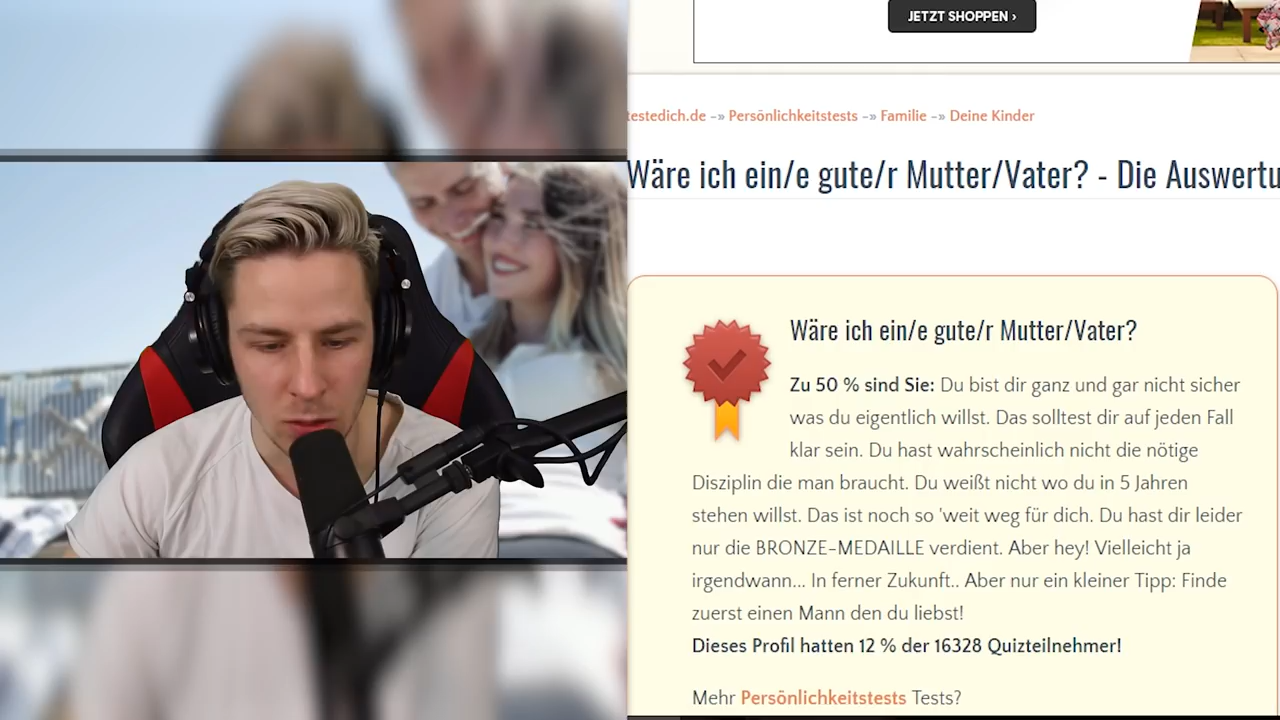 JETZT SHOPPEN ›
testedich.de -» Persönlichkeitstests -» Familie -» Deine Kinder
Wäre ich ein/e gute/r Mutter/Vater? - Die Auswertu
Wäre ich ein/e gute/r Mutter/Vater?
Zu 50 % sind Sie: Du bist dir ganz und gar nicht sicher
was du eigentlich willst. Das solltest dir auf jeden Fall
klar sein. Du hast wahrscheinlich nicht die nötige
Disziplin die man braucht. Du weißt nicht wo du in 5 Jahren
stehen willst. Das ist noch so 'weit weg für dich. Du hast dir leider
nur die BRONZE-MEDAILLE verdient. Aber hey! Vielleicht ja
irgendwann... In ferner Zukunft.. Aber nur ein kleiner Tipp: Finde
zuerst einen Mann den du liebst!
Dieses Profil hatten 12 % der 16328 Quizteilnehmer!
Mehr Persönlichkeitstests Tests?